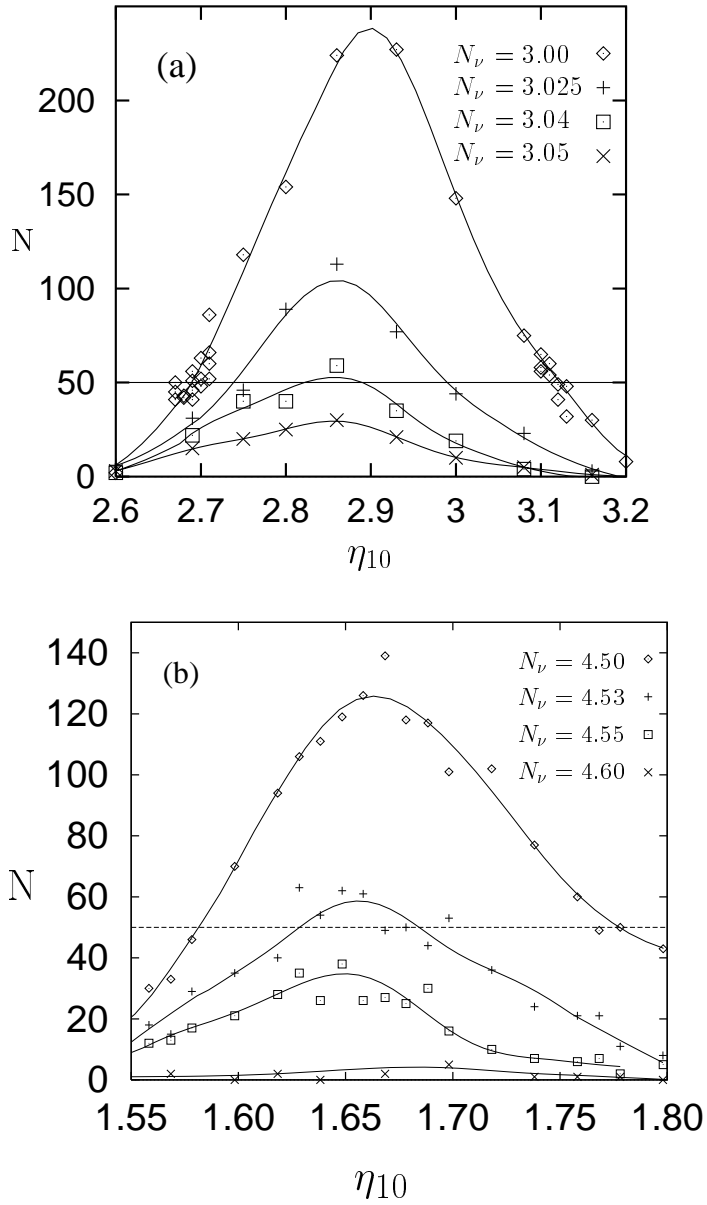 (a)
N_ν = 3.00
N_ν = 3.025
N_ν = 3.04
N_ν = 3.05
200
150
100
50
0
N
2.6 2.7 2.8 2.9 3 3.1 3.2
η10
(b)
N_ν = 4.50
N_ν = 4.53
N_ν = 4.55
N_ν = 4.60
140
120
100
80
60
40
20
0
N
1.55 1.60 1.65 1.70 1.75 1.80
η10